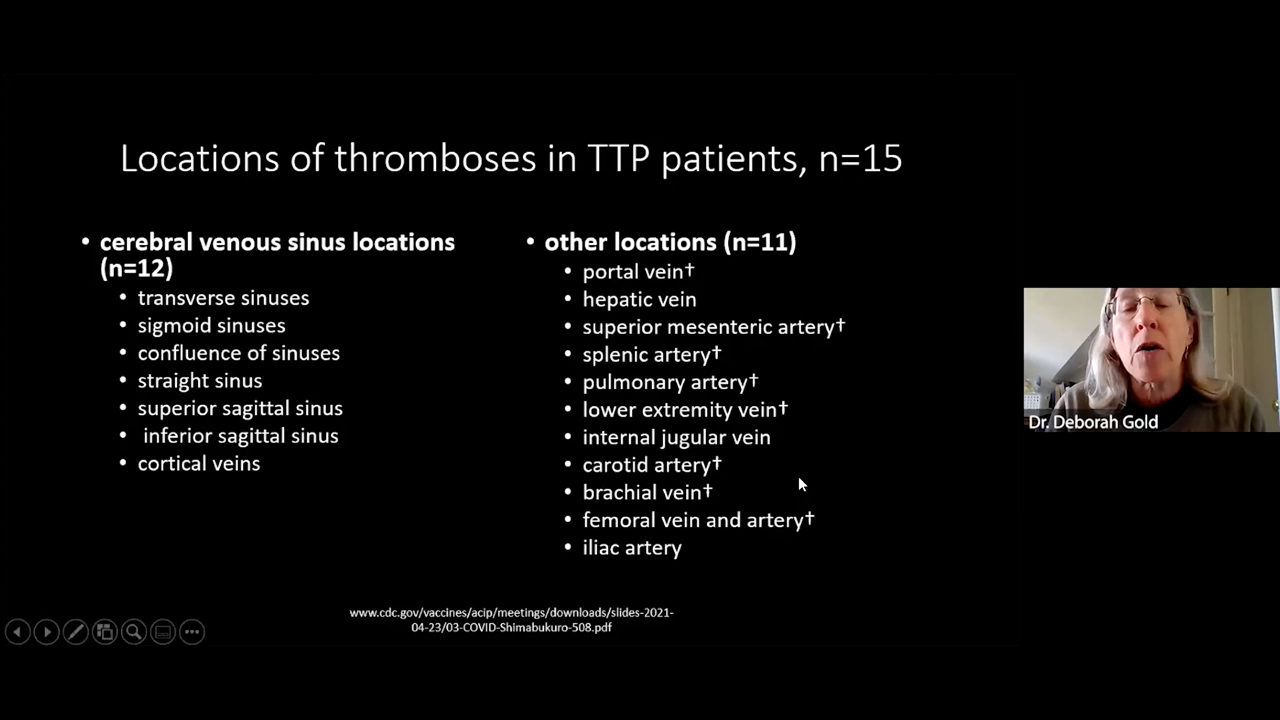 Locations of thromboses in TTP patients, n=15
• cerebral venous sinus locations
(n=12)
• transverse sinuses
• sigmoid sinuses
• confluence of sinuses
• straight sinus
• superior sagittal sinus
• inferior sagittal sinus
• cortical veins
• other locations (n=11)
• portal vein†
• hepatic vein
• superior mesenteric artery†
• splenic artery†
• pulmonary artery†
• lower extremity vein†
• internal jugular vein
• carotid artery†
• brachial vein†
• femoral vein and artery†
• iliac artery
www.cdc.gov/vaccines/acip/meetings/downloads/slides-2021-
04-23/03-COVID-Shimabukuro-508.pdf
Dr. Deborah Gold